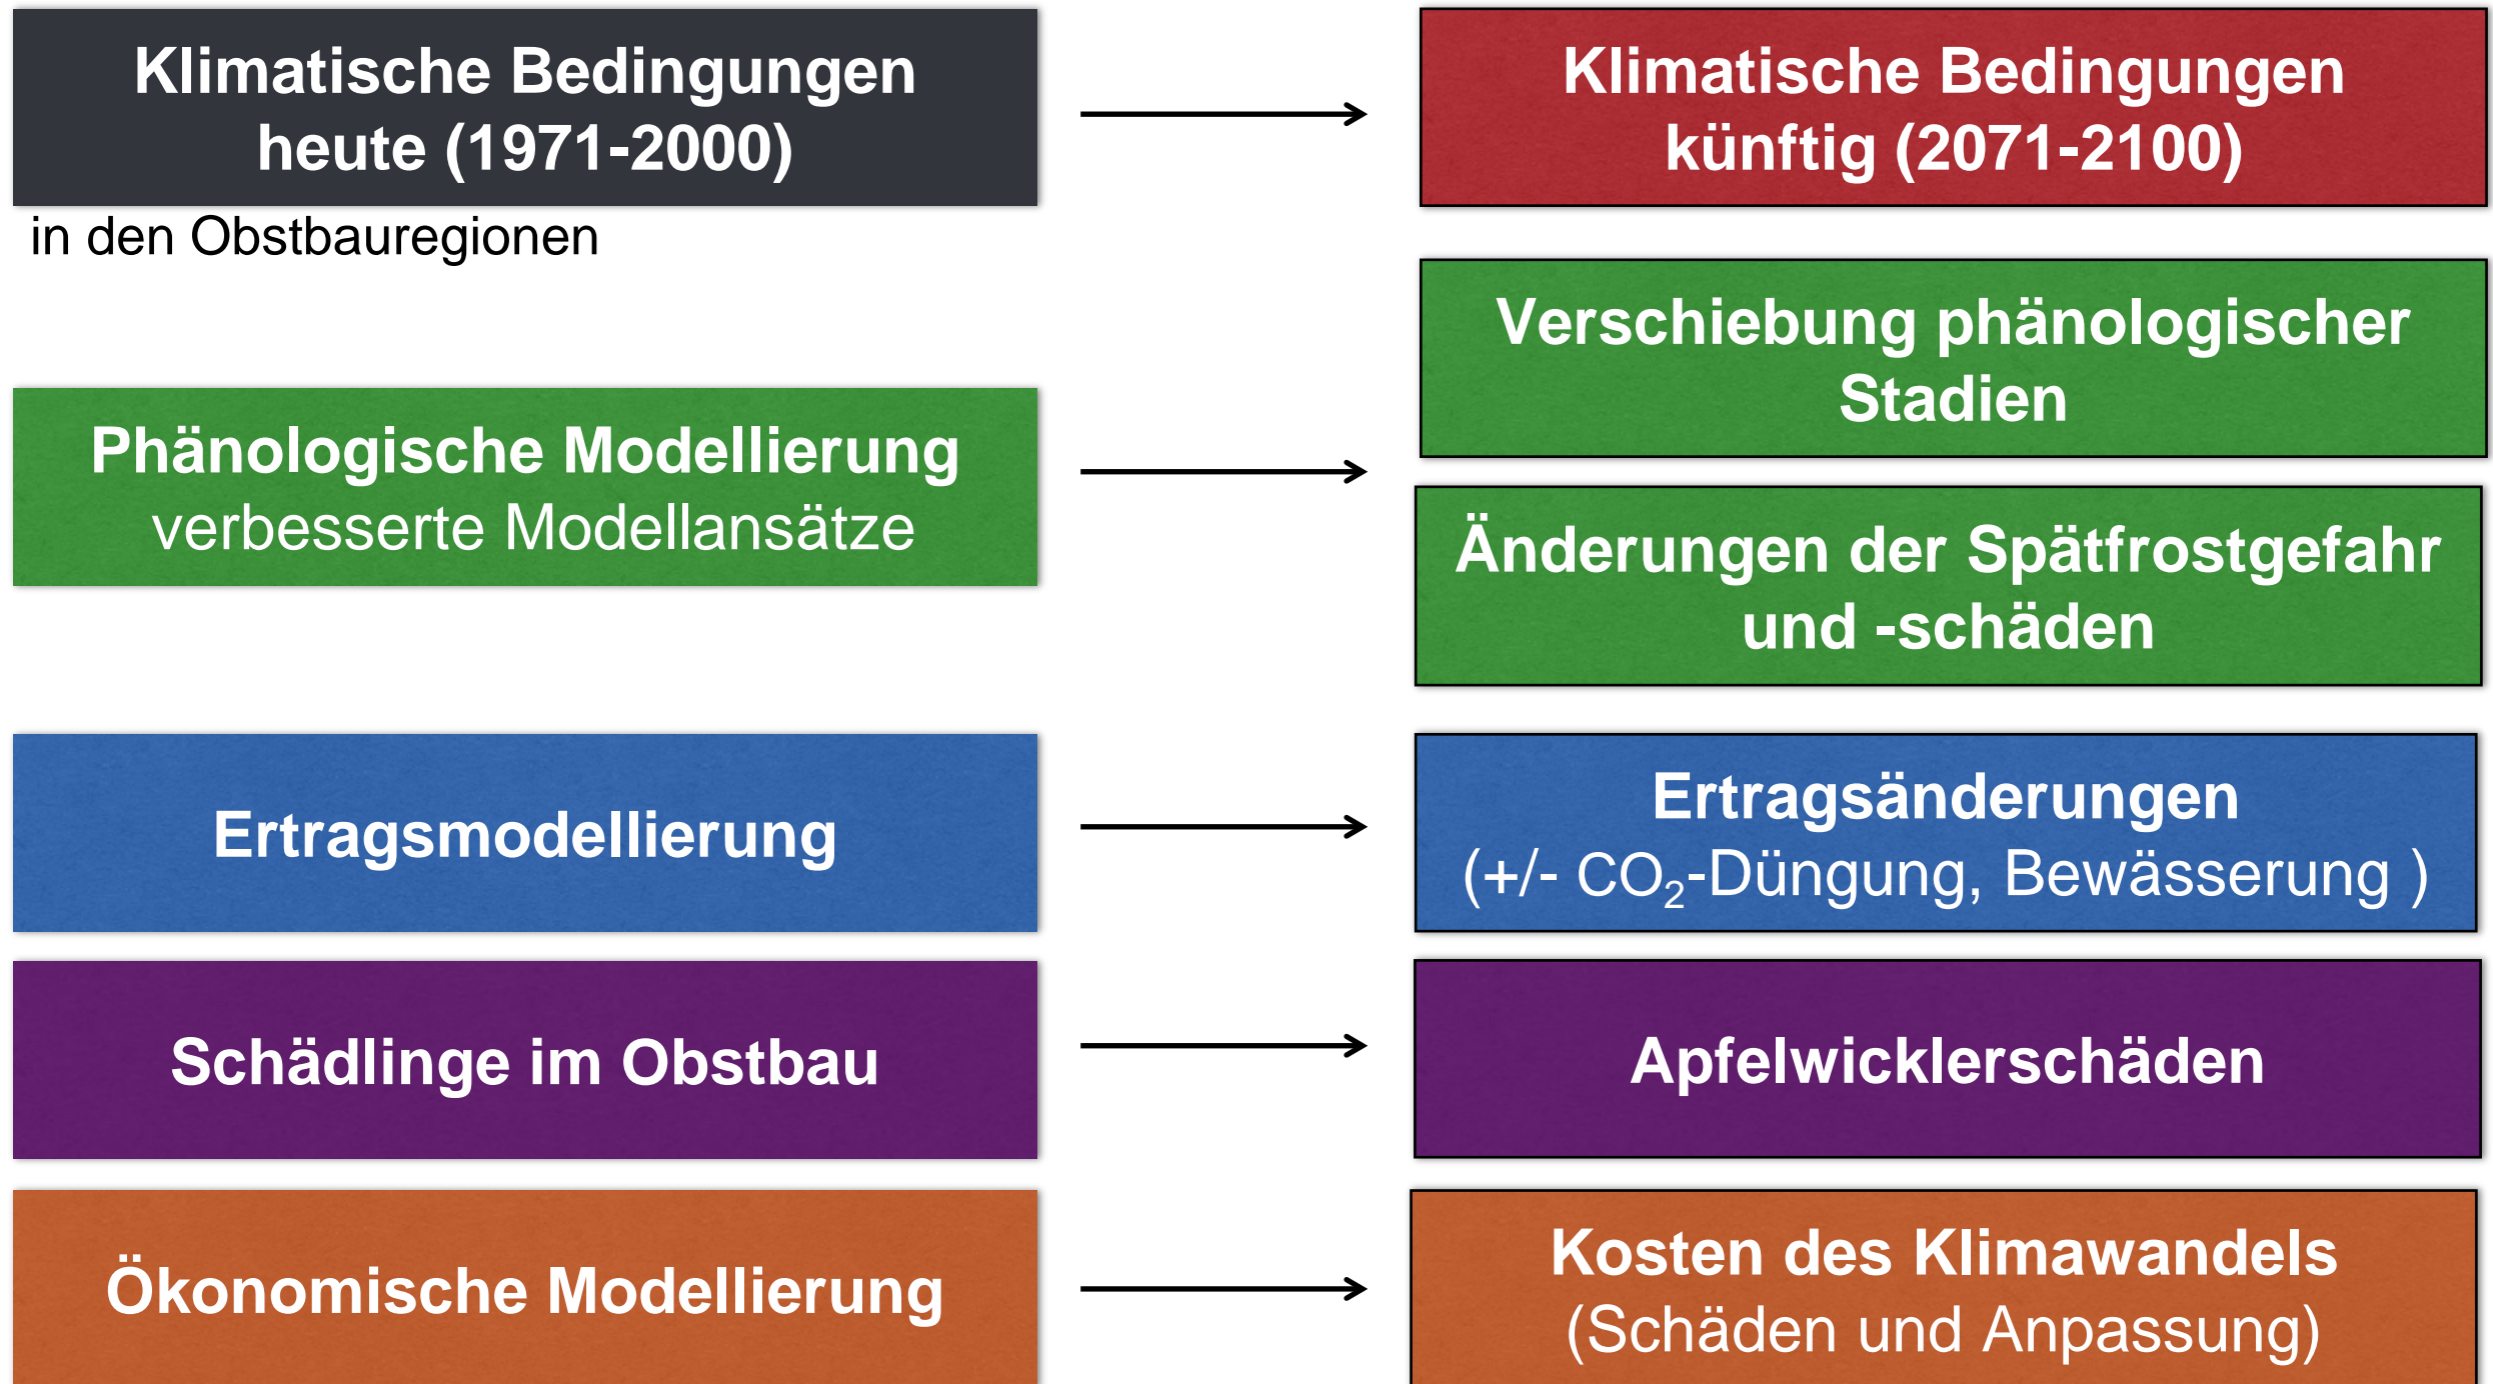 Klimatische Bedingungen
heute (1971-2000)
in den Obstbauregionen
Klimatische Bedingungen
künftig (2071-2100)
Phänologische Modellierung
verbesserte Modellansätze
Verschiebung phänologischer
Stadien
Änderungen der Spätfrostgefahr
und -schäden
Ertragsmodellierung
Ertragsänderungen
(+/- CO₂-Düngung, Bewässerung )
Schädlinge im Obstbau
Apfelwicklerschäden
Ökonomische Modellierung
Kosten des Klimawandels
(Schäden und Anpassung)